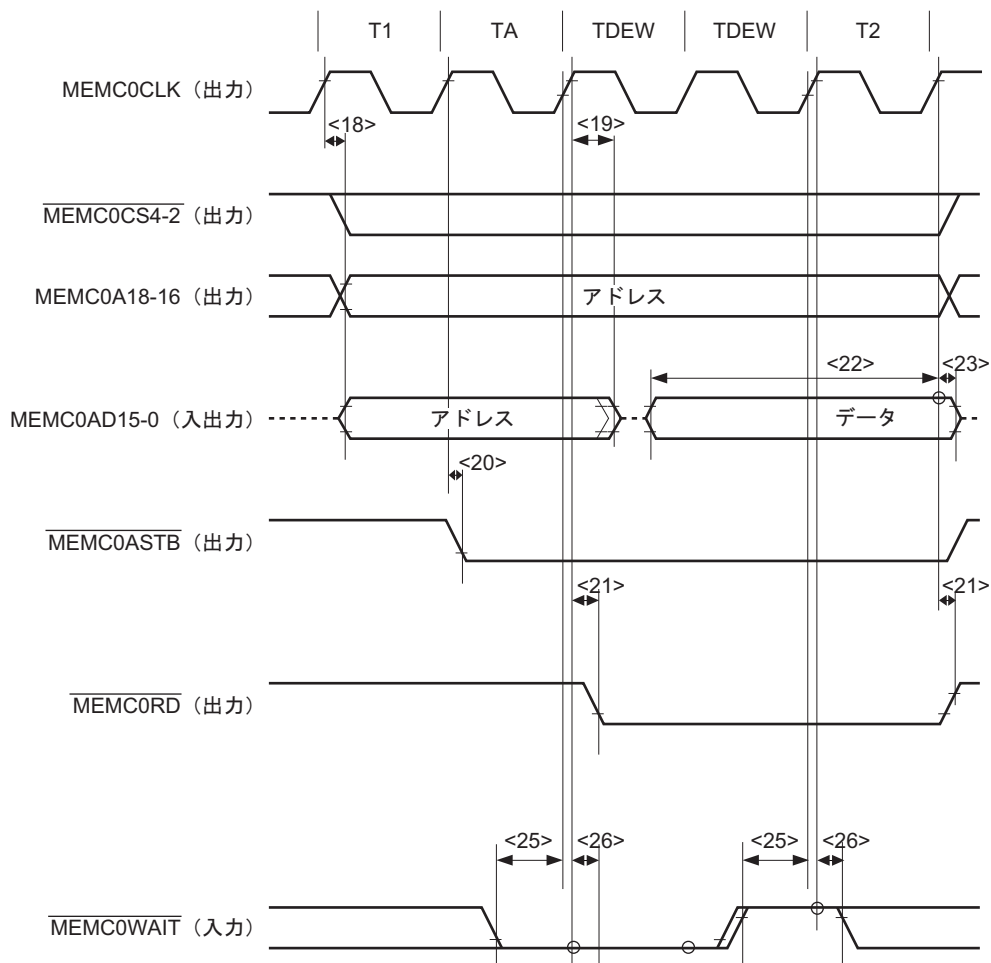 T1 TA TDEW TDEW T2
MEMC0CLK（出力）
<18> <19>
MEMC0CS4-2（出力）
MEMC0A18-16（出力） アドレス
<22> <23>
MEMC0AD15-0（入出力） アドレス データ
<20>
MEMC0ASTB（出力）
<21> <21>
MEMC0RD（出力）
<25> <26> <25> <26>
MEMC0WAIT（入力）